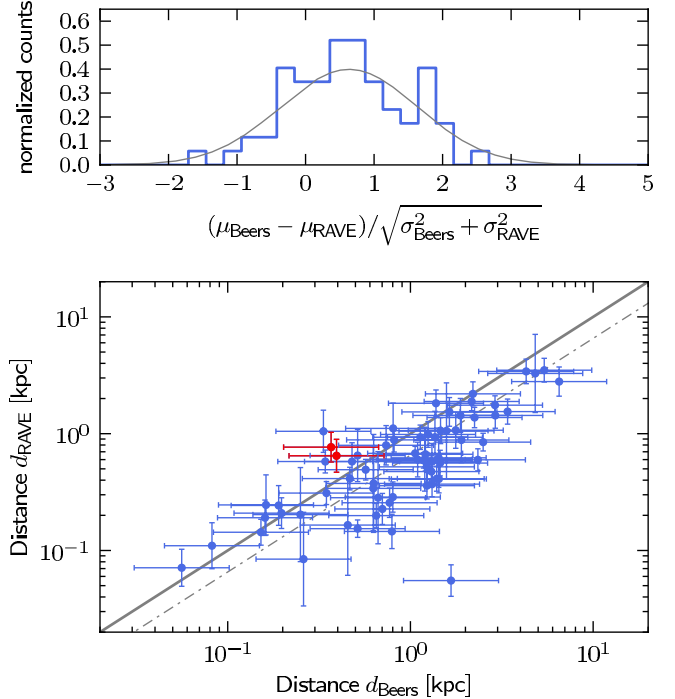 normalized counts
0.6
0.5
0.4
0.3
0.2
0.1
0.0
−3 −2 −1 0 1 2 3 4 5
(μBeers − μRAVE)/√σ²Beers + σ²RAVE
Distance dRAVE [kpc]
10¹
10⁰
10⁻¹
10⁻¹ 10⁰ 10¹
Distance dBeers [kpc]